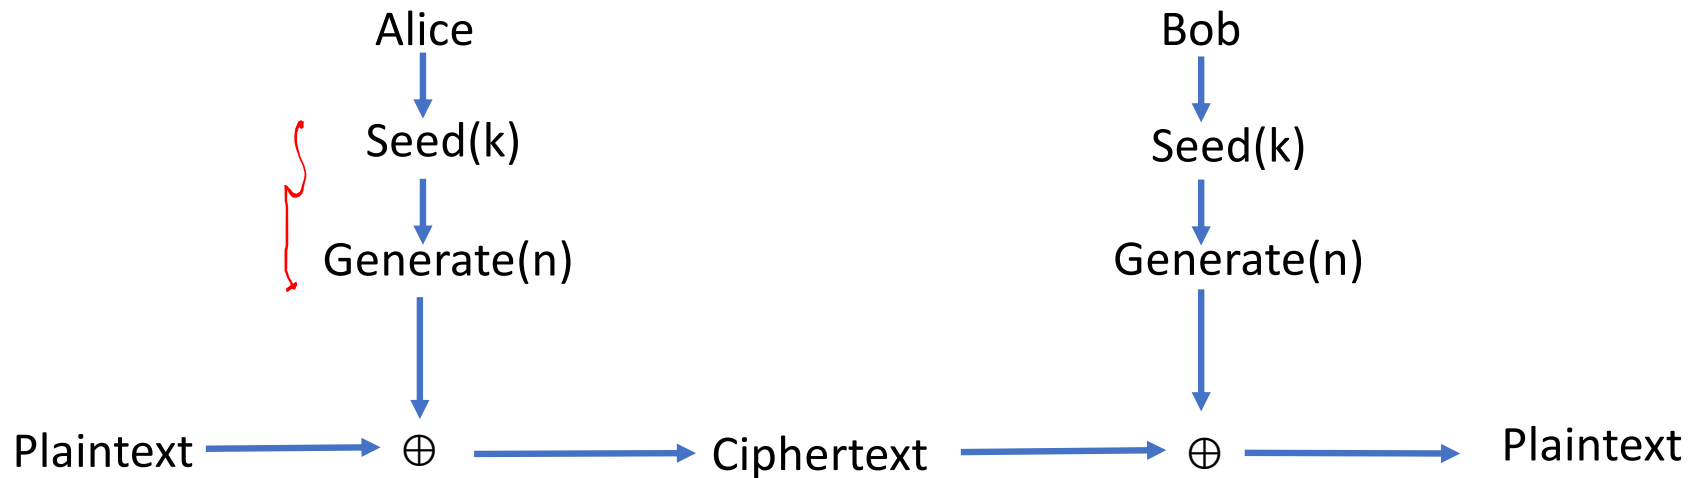 Alice
Bob
Seed(k)
Seed(k)
Generate(n)
Generate(n)
Plaintext ⊕ Ciphertext ⊕ Plaintext